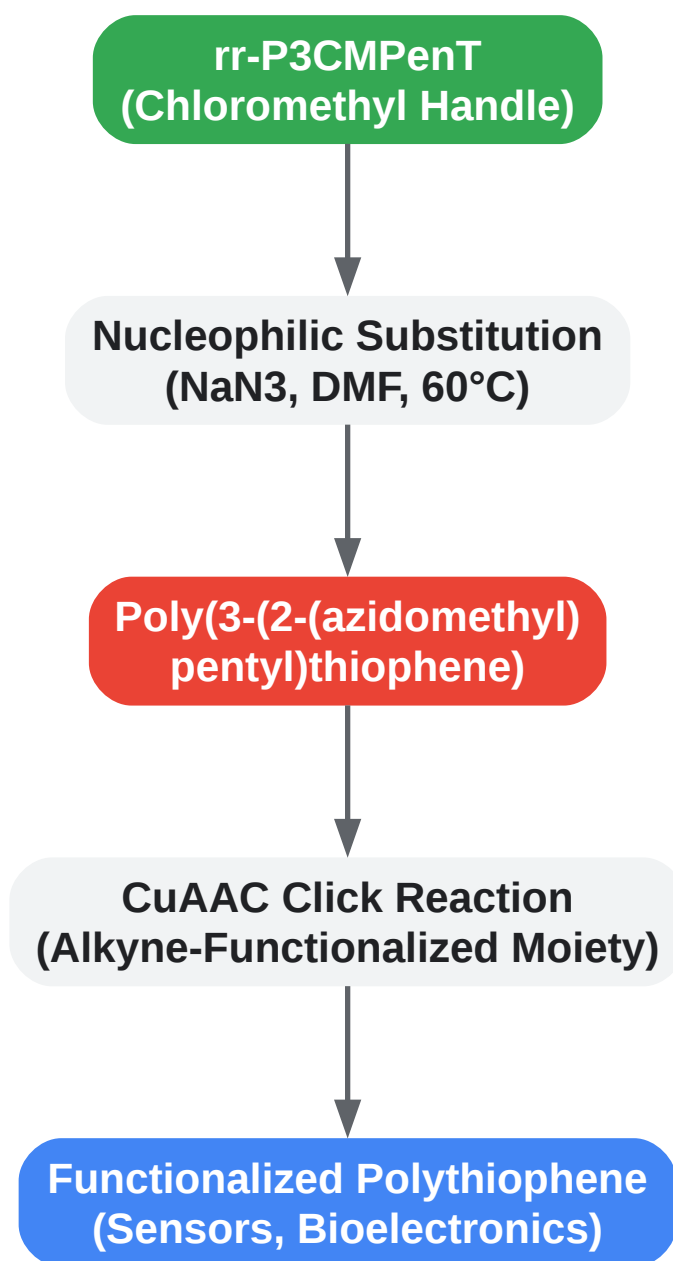 rr-P3CMPenT
(Chloromethyl Handle)
Nucleophilic Substitution
(NaN3, DMF, 60°C)
Poly(3-(2-(azidomethyl)
pentyl)thiophene)
CuAAC Click Reaction
(Alkyne-Functionalized Moiety)
Functionalized Polythiophene
(Sensors, Bioelectronics)